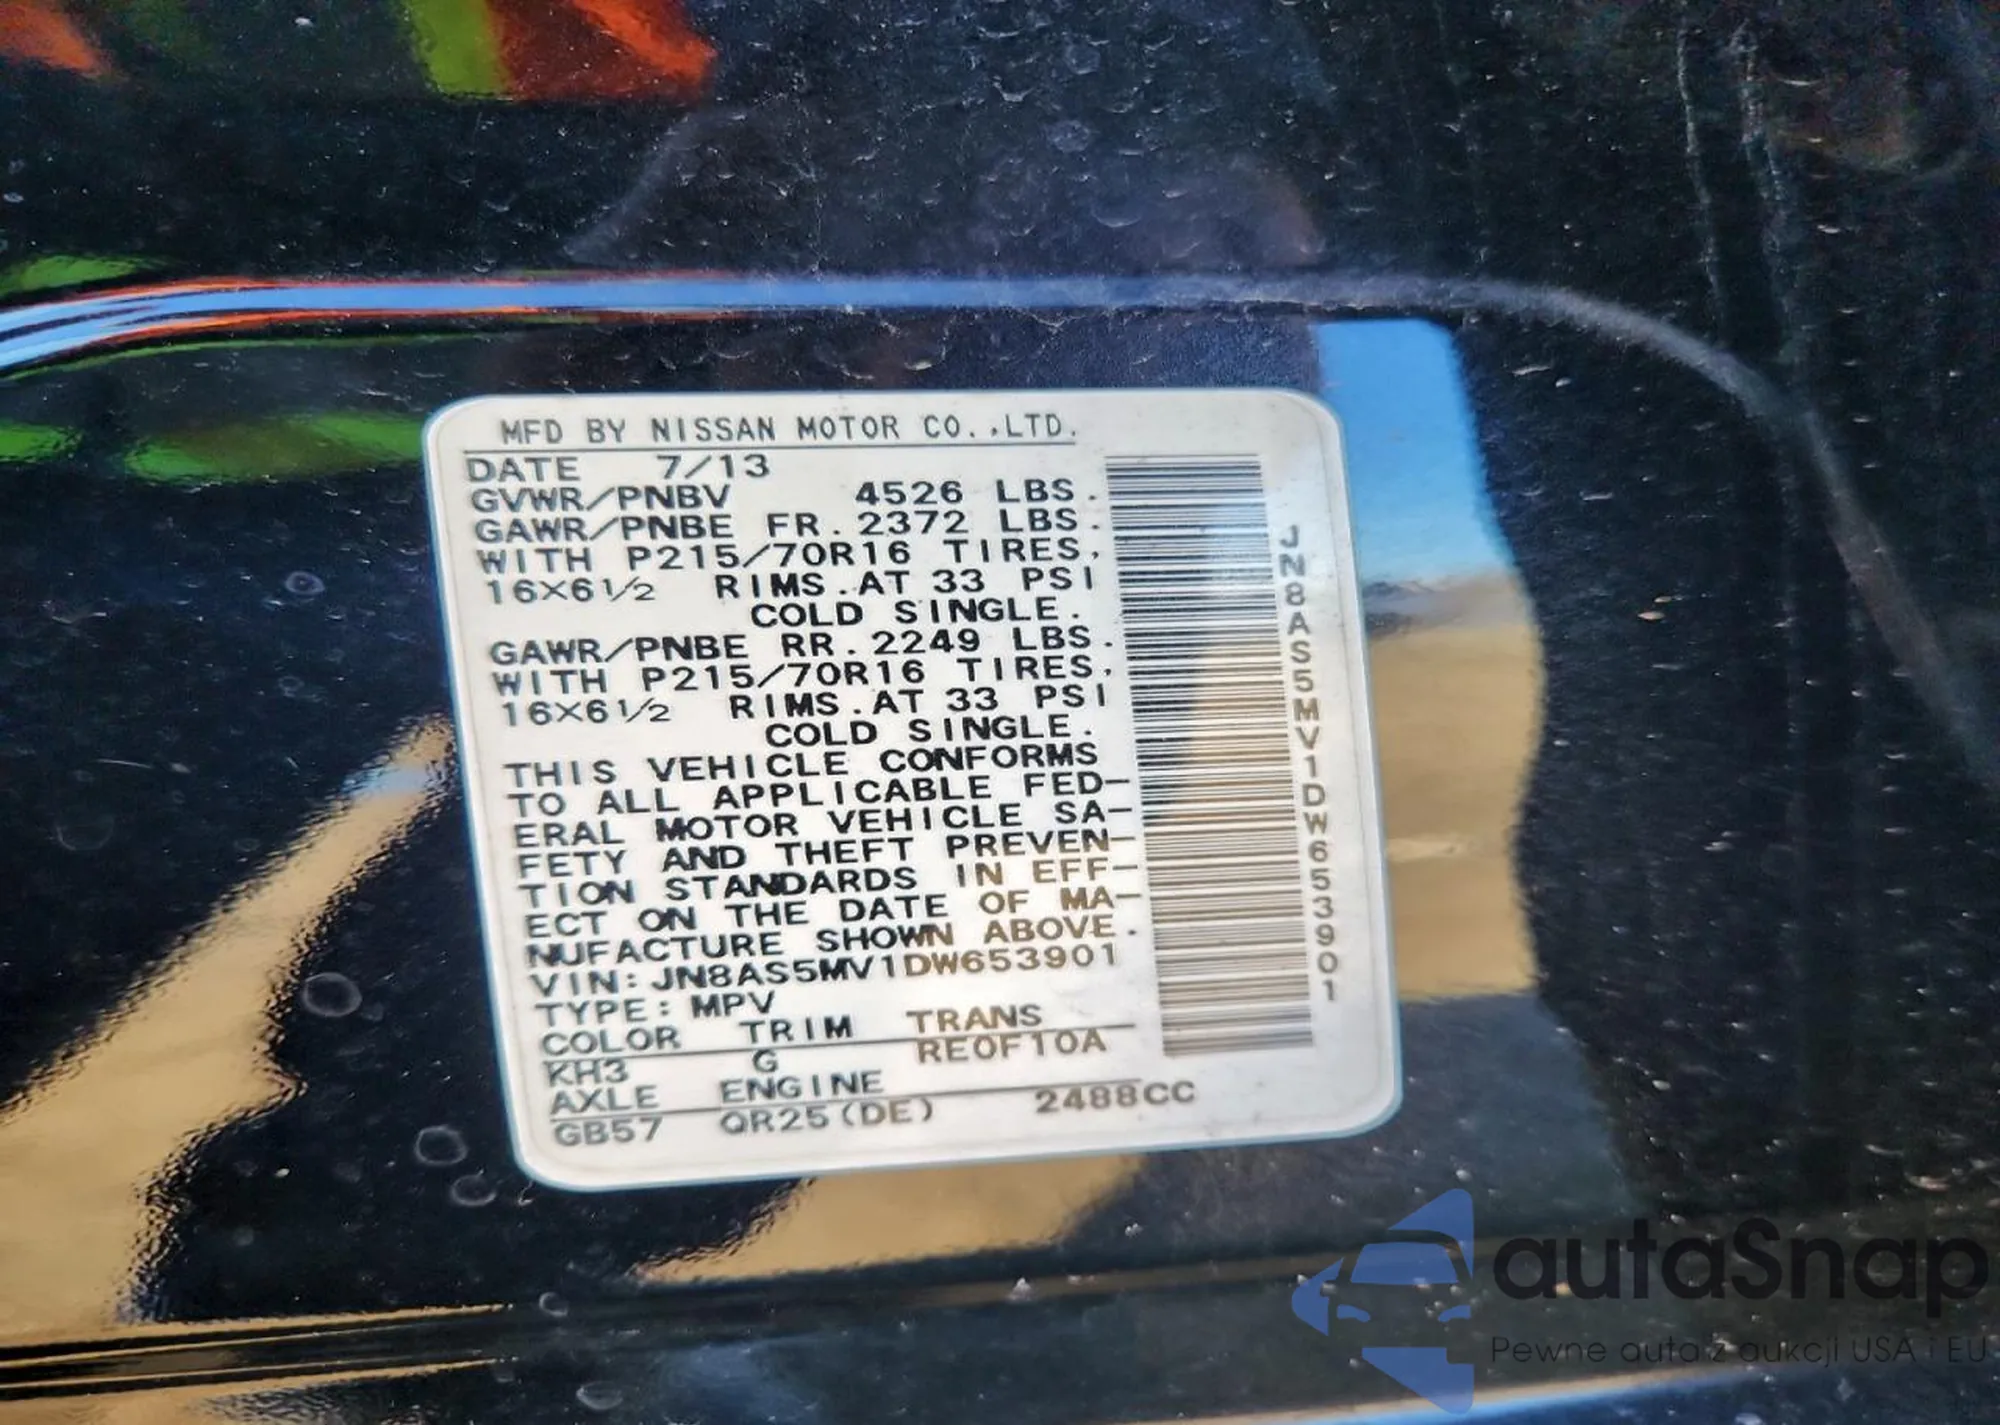 MFD BY NISSAN MOTOR CO.,LTD.
DATE 7/13
GVWR/PNBV 4526 LBS.
GAWR/PNBE FR. 2372 LBS.
WITH P215/70R16 TIRES,
16X6½ RIMS.AT 33 PSI
COLD SINGLE.
GAWR/PNBE RR. 2249 LBS.
WITH P215/70R16 TIRES,
16X6½ RIMS.AT 33 PSI
COLD SINGLE.
THIS VEHICLE CONFORMS
TO ALL APPLICABLE FED-
ERAL MOTOR VEHICLE SA-
FETY AND THEFT PREVEN-
TION STANDARDS IN EFF-
ECT ON THE DATE OF MA-
NUFACTURE SHOWN ABOVE.
VIN:JN8AS5MV1DW653901
TYPE:MPV
COLOR TRIM TRANS
KH3 G RE0F10A
AXLE ENGINE
GB57 QR25(DE) 2488CC
JN8AS5MV1DW653901
autaSnap
Pewne auta z aukcji USA i EU